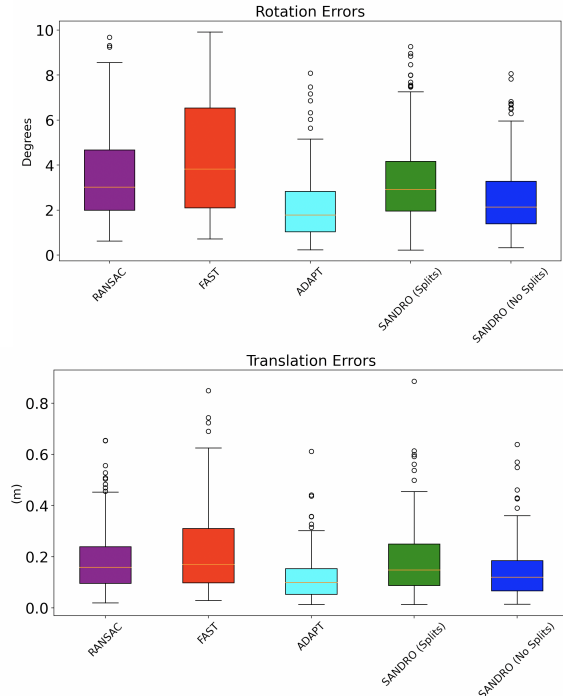 Rotation Errors
10
8
6
4
2
0
Degrees
RANSAC
FAST
ADAPT
SANDRO (Splits)
SANDRO (No Splits)
Translation Errors
0.8
0.6
0.4
0.2
0.0
(m)
RANSAC
FAST
ADAPT
SANDRO (Splits)
SANDRO (No Splits)